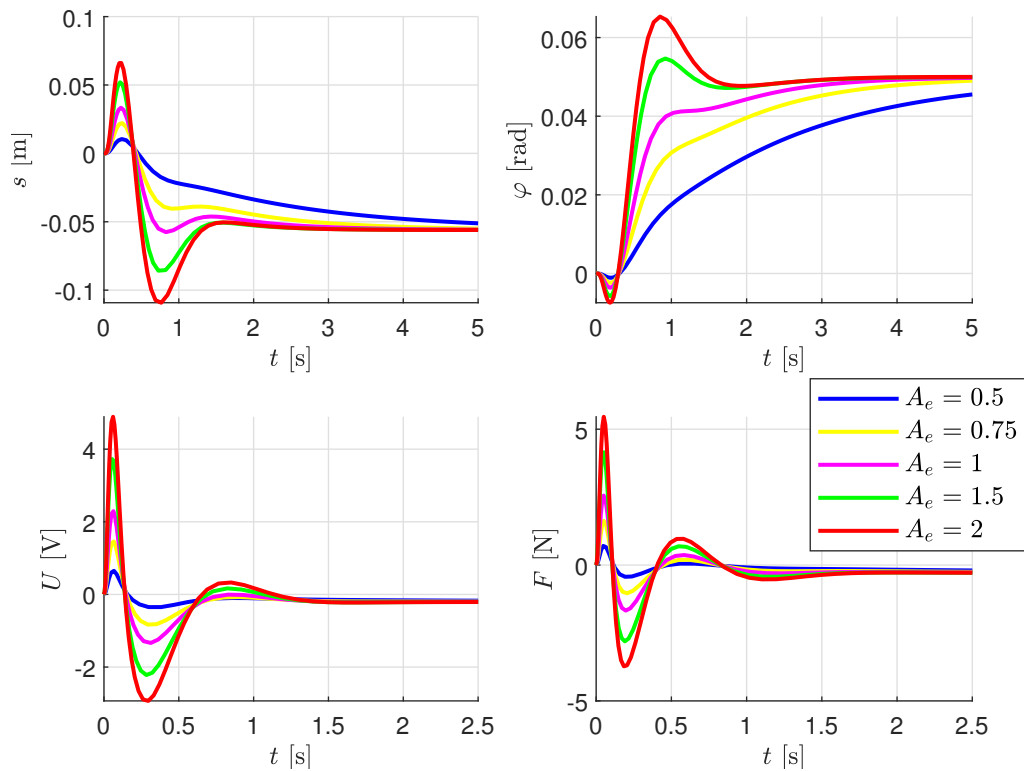 0.1
0.05
0
-0.05
-0.1
s [m]
0 1 2 3 4 5
t [s]
0.06
0.04
0.02
0
φ [rad]
0 1 2 3 4 5
t [s]
4
2
0
-2
U [V]
0 0.5 1 1.5 2 2.5
t [s]
5
0
-5
F [N]
0 0.5 1 1.5 2 2.5
t [s]
A_e = 0.5
A_e = 0.75
A_e = 1
A_e = 1.5
A_e = 2